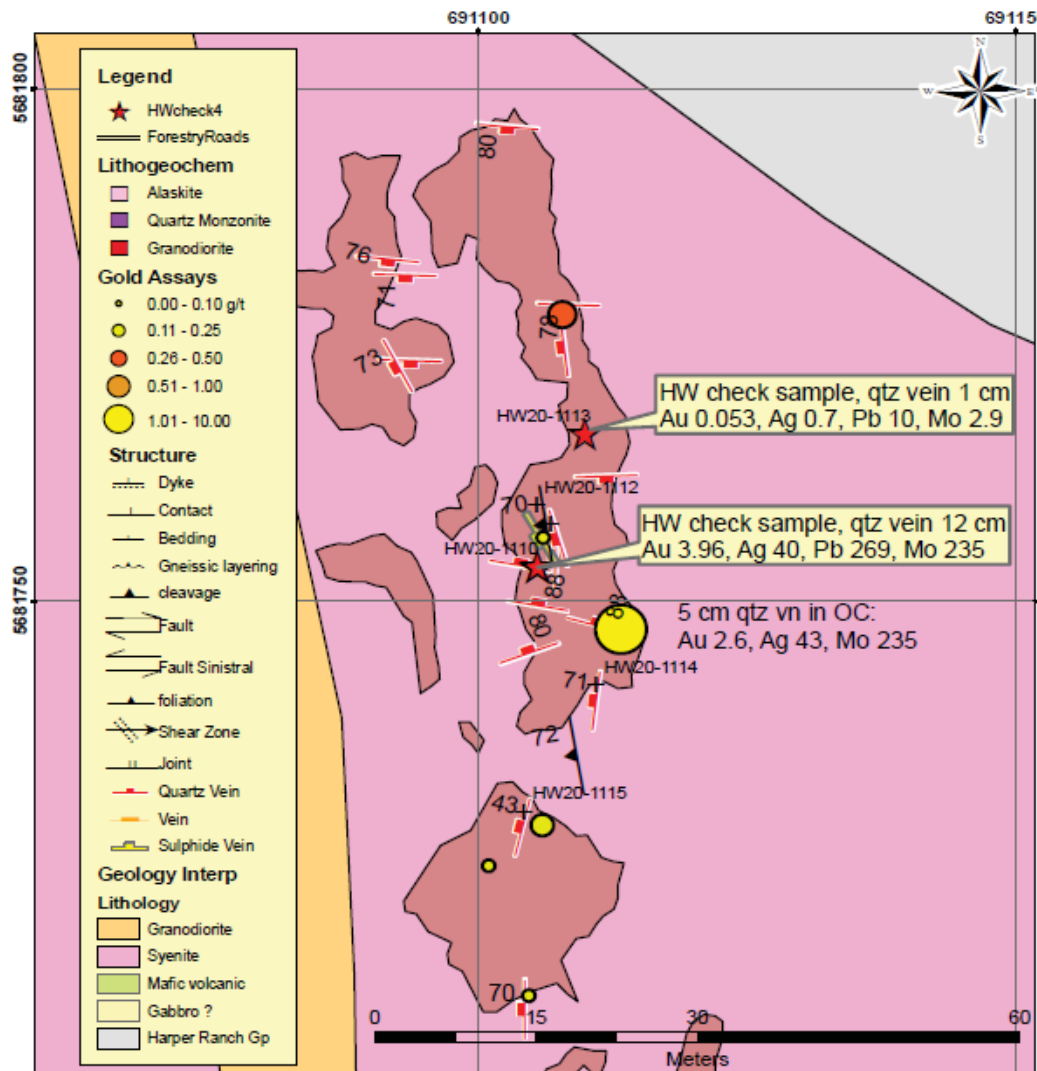 691100
691150
5681800
5681750
N
W
E
S
Legend
HWcheck4
ForestryRoads
Lithogeochem
Alaskite
Quartz Monzonite
Granodiorite
Gold Assays
0.00 - 0.10 g/t
0.11 - 0.25
0.26 - 0.50
0.51 - 1.00
1.01 - 10.00
Structure
Dyke
Contact
Bedding
Gneissic layering
cleavage
Fault
Fault Sinistral
foliation
Shear Zone
Joint
Quartz Vein
Vein
Sulphide Vein
Geology Interp
Lithology
Granodiorite
Syenite
Mafic volcanic
Gabbro ?
Harper Ranch Gp
80
76
71
78
73
HW20-1113
HW check sample, qtz vein 1 cm
Au 0.053, Ag 0.7, Pb 10, Mo 2.9
HW20-1112
70
HW20-1110
HW check sample, qtz vein 12 cm
Au 3.96, Ag 40, Pb 269, Mo 235
88
80
5 cm qtz vn in OC:
Au 2.6, Ag 43, Mo 235
HW20-1114
71
72
HW20-1115
43
70
0 15 30 60
Meters